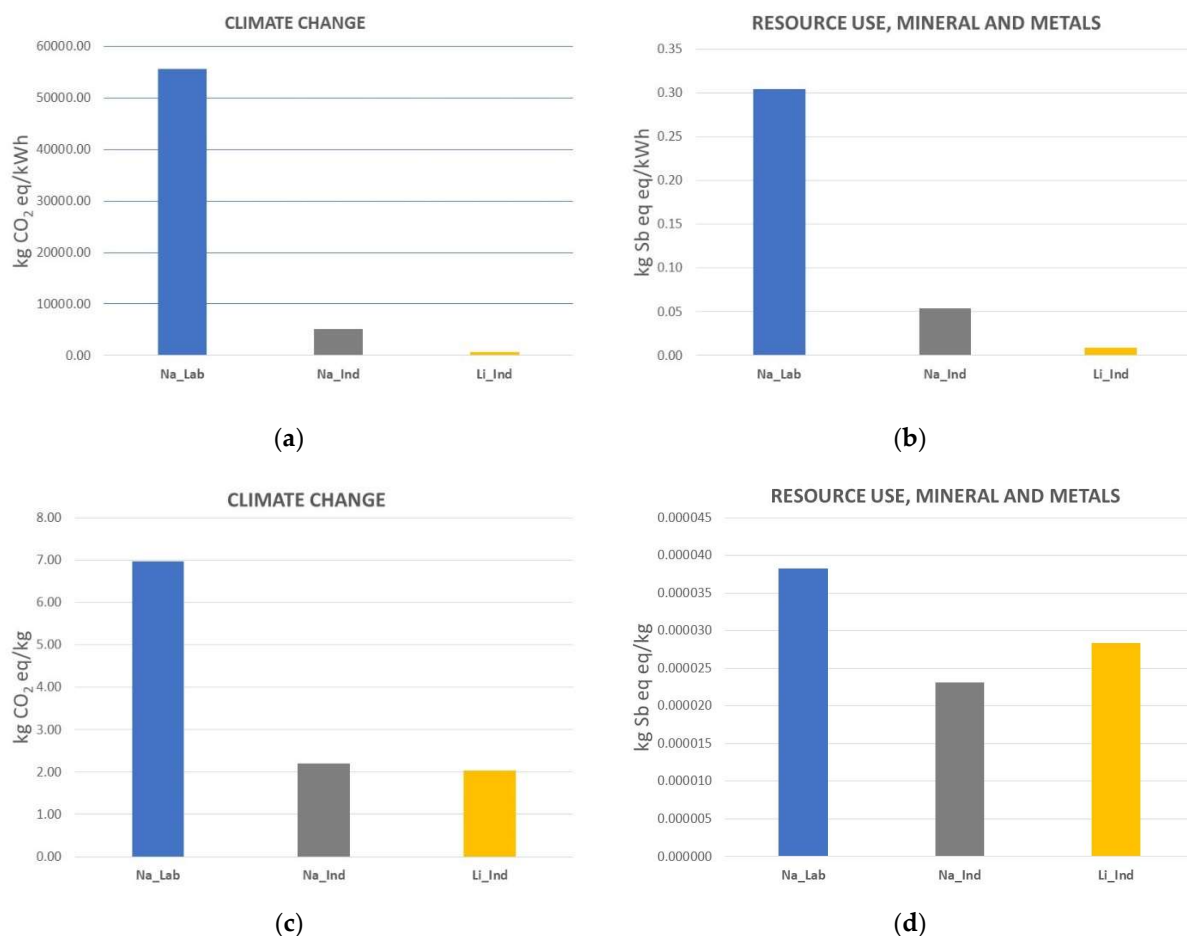 CLIMATE CHANGE
60000.00
50000.00
40000.00
30000.00
20000.00
10000.00
0.00
kg CO₂ eq/kWh
Na_Lab Na_Ind Li_Ind
(a)
RESOURCE USE, MINERAL AND METALS
0.35
0.30
0.25
0.20
0.15
0.10
0.05
0.00
kg Sb eq eq/kWh
Na_Lab Na_Ind Li_Ind
(b)
CLIMATE CHANGE
8.00
7.00
6.00
5.00
4.00
3.00
2.00
1.00
0.00
kg CO₂ eq/kg
Na_Lab Na_Ind Li_Ind
(c)
RESOURCE USE, MINERAL AND METALS
0.000045
0.000040
0.000035
0.000030
0.000025
0.000020
0.000015
0.000010
0.000005
0.000000
kg Sb eq eq/kg
Na_Lab Na_Ind Li_Ind
(d)